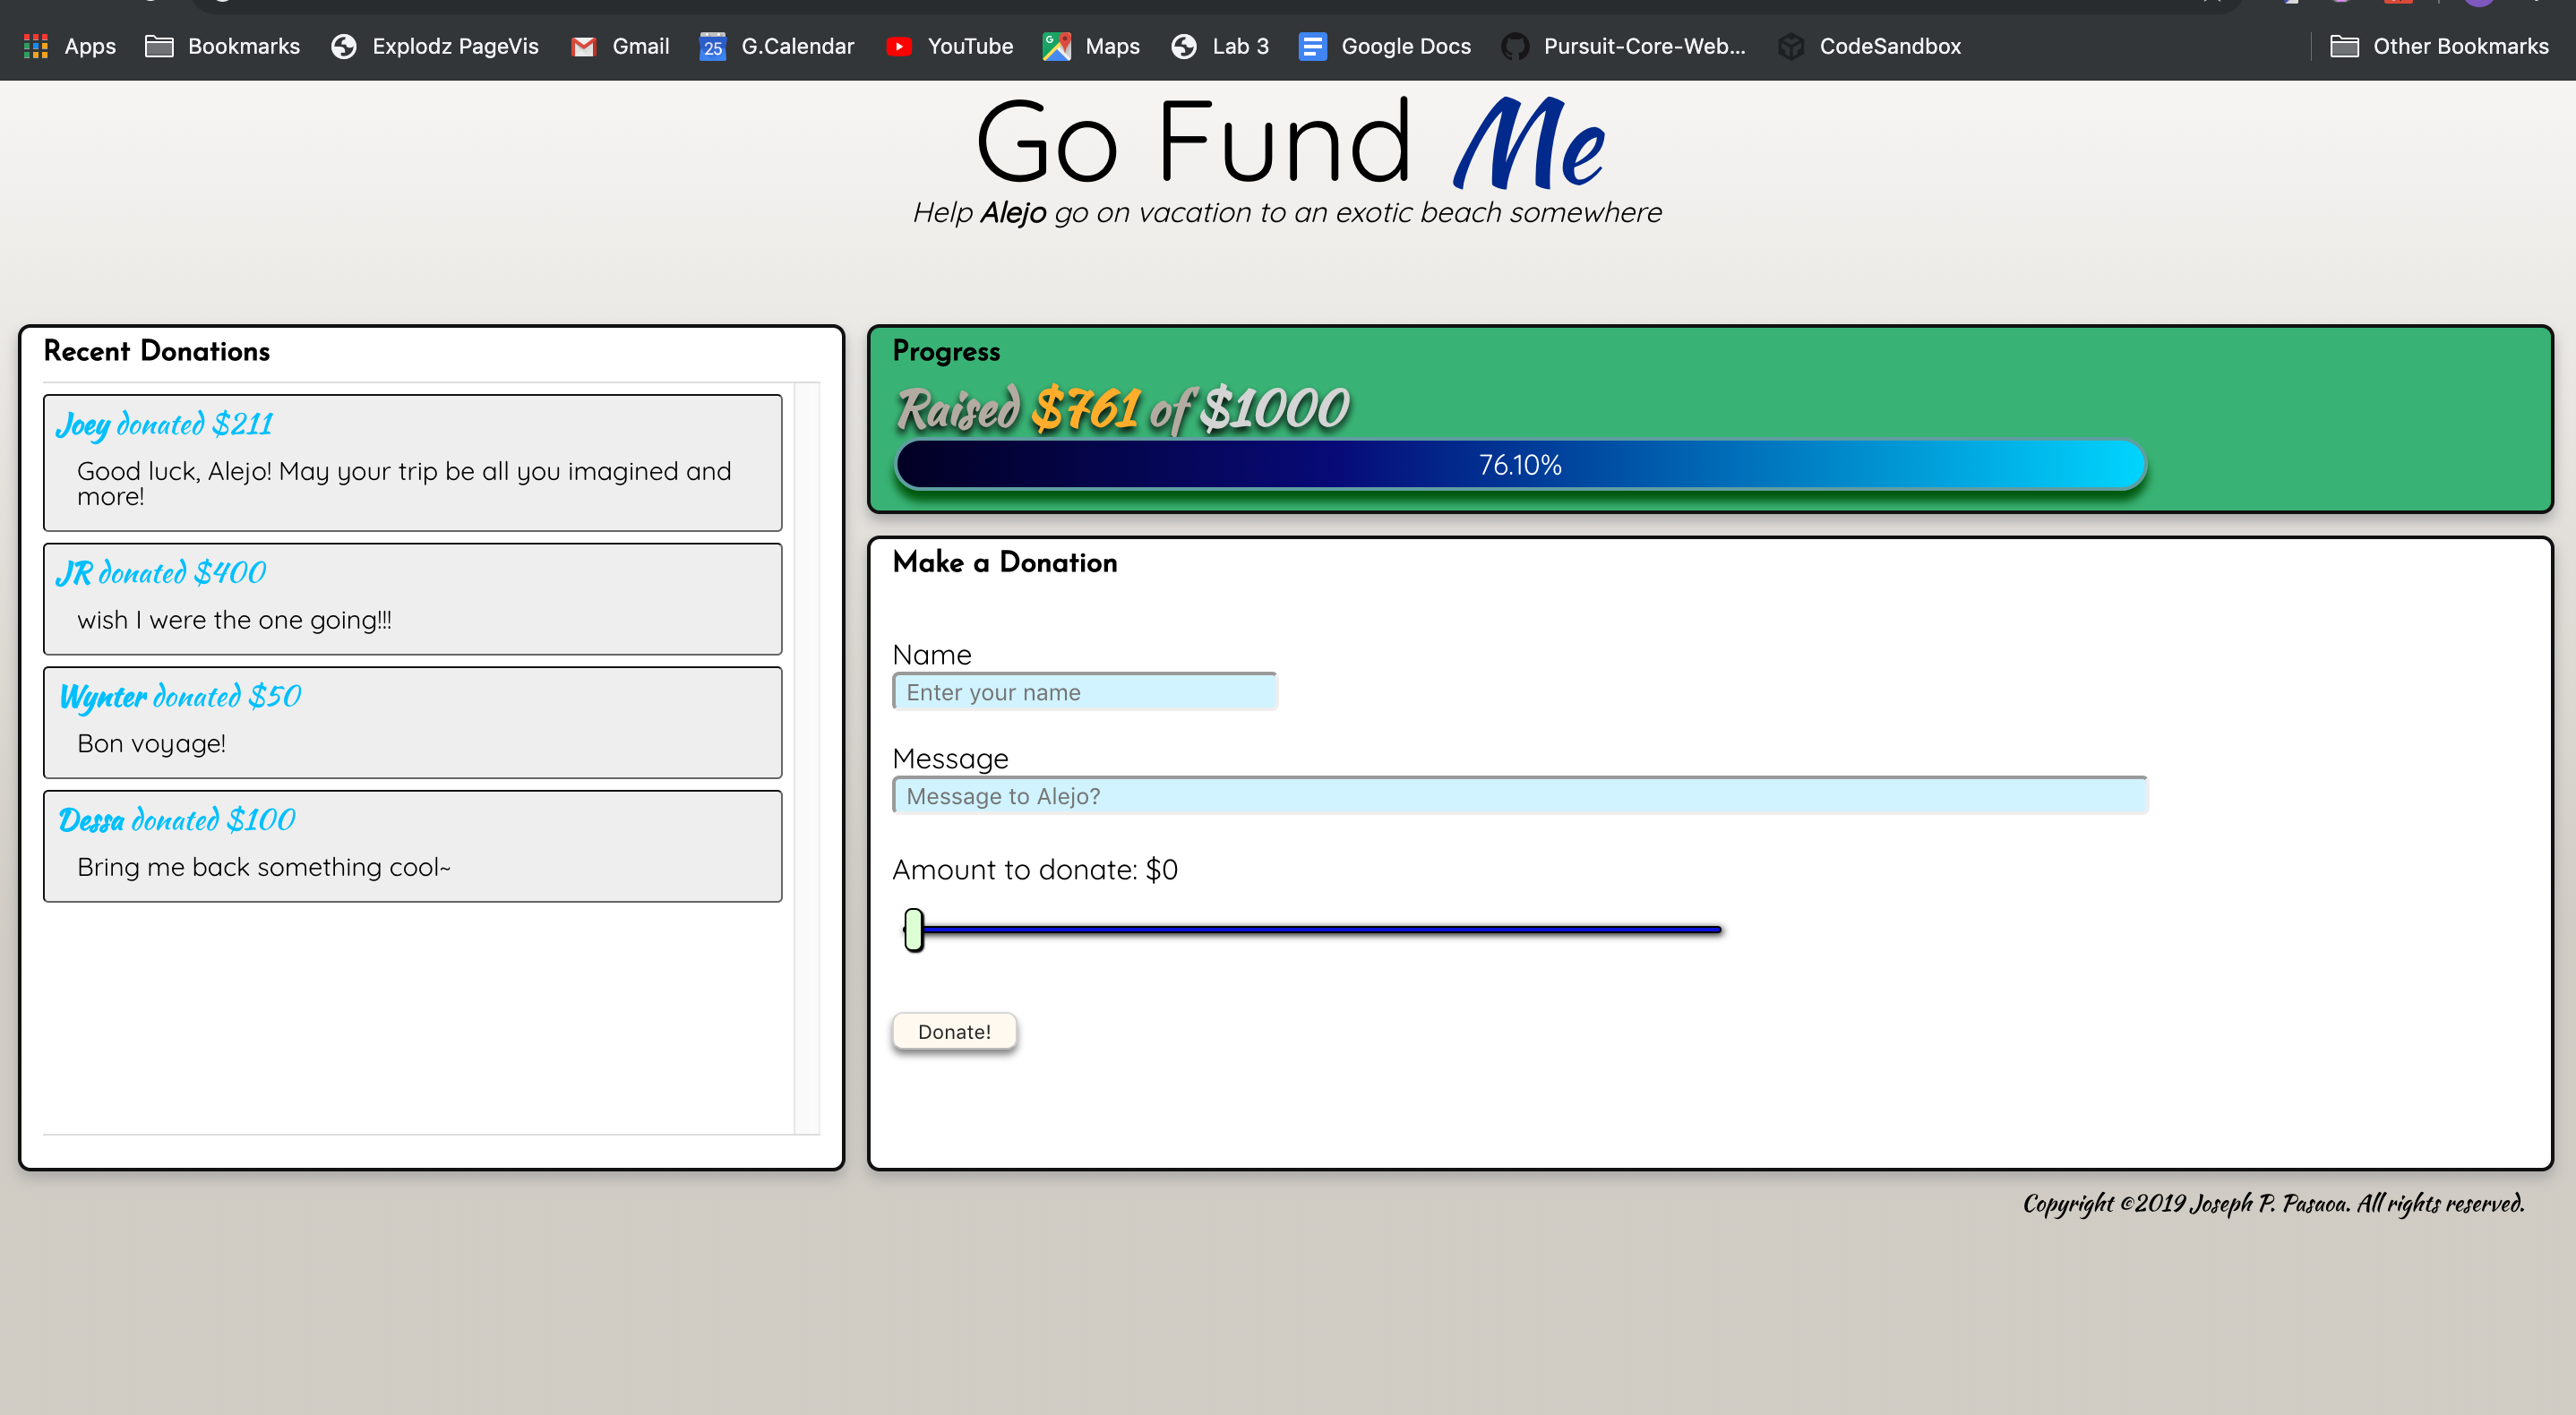 Apps Bookmarks Explodz PageVis Gmail 25 G.Calendar YouTube Maps Lab 3 Google Docs Pursuit-Core-Web... CodeSandbox Other Bookmarks
Go Fund Me
Help Alejo go on vacation to an exotic beach somewhere
Recent Donations
Joey donated $211
Good luck, Alejo! May your trip be all you imagined and
more!
JR donated $400
wish I were the one going!!!
Wynter donated $50
Bon voyage!
Dessa donated $100
Bring me back something cool~
Progress
Raised $761 of $1000
76.10%
Make a Donation
Name
Enter your name
Message
Message to Alejo?
Amount to donate: $0
Donate!
Copyright ©2019 Joseph P. Pasaoa. All rights reserved.